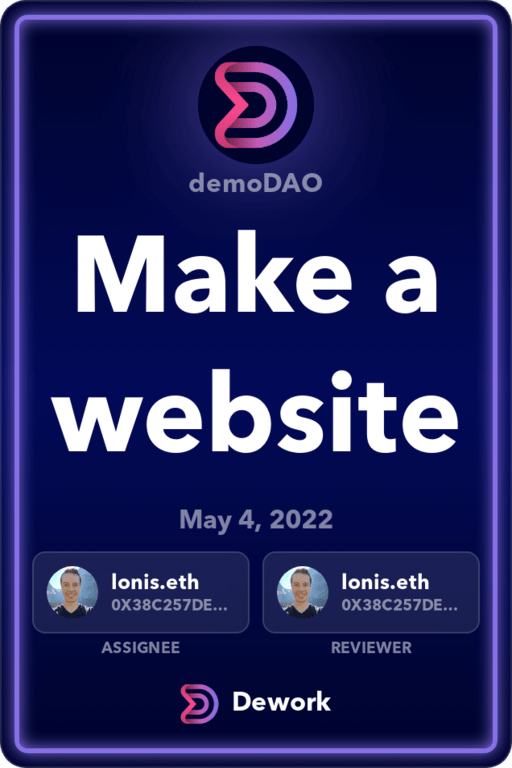 demoDAO
Make a
website
May 4, 2022
lonis.eth
0X38C257DE...
lonis.eth
0X38C257DE...
ASSIGNEE
REVIEWER
Dework